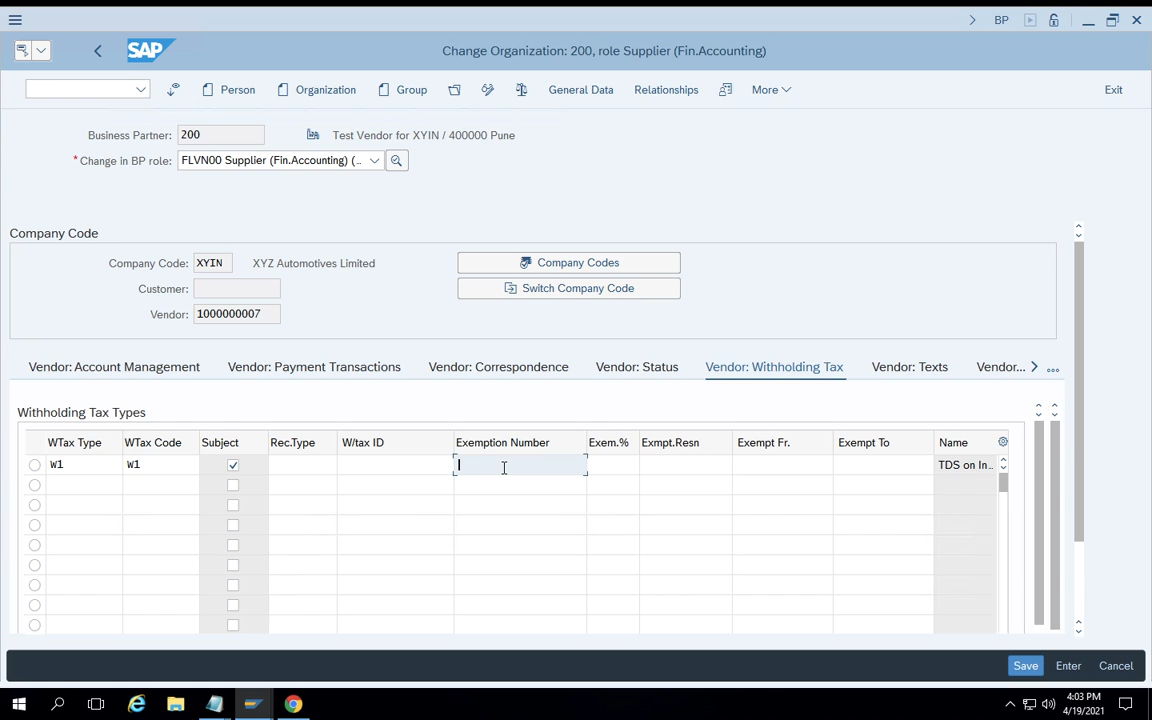 BP
SAP
Change Organization: 200, role Supplier (Fin.Accounting)
Person
Organization
Group
General Data
Relationships
More
Exit
Business Partner: 200
Test Vendor for XYIN / 400000 Pune
* Change in BP role: FLVN00 Supplier (Fin.Accounting) (...
Company Code
Company Code: XYIN
XYZ Automotives Limited
Company Codes
Customer:
Switch Company Code
Vendor: 1000000007
Vendor: Account Management
Vendor: Payment Transactions
Vendor: Correspondence
Vendor: Status
Vendor: Withholding Tax
Vendor: Texts
Vendor...
Withholding Tax Types
WTax Type WTax Code Subject Rec.Type W/tax ID Exemption Number Exem.% Exmpt.Resn Exempt Fr. Exempt To Name
W1 W1 TDS on In...
Save
Enter
Cancel
4:03 PM
4/19/2021